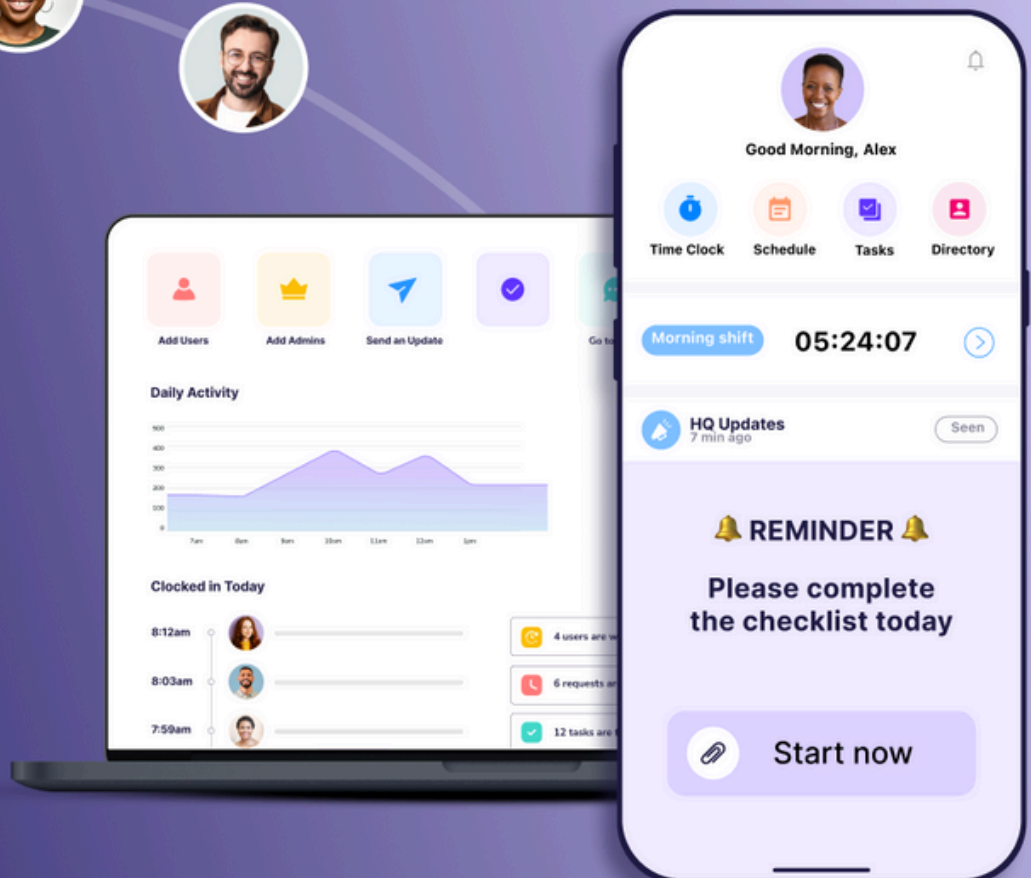 Add Users
Add Admins
Send an Update
Go to
Daily Activity
500
400
300
200
100
0
7am 8am 9am 10am 11am 12am 1pm
Clocked in Today
8:12am
4 users are
8:03am
6 requests
7:59am
12 tasks are
Good Morning, Alex
Time Clock Schedule Tasks Directory
Morning shift 05:24:07
HQ Updates
7 min ago
Seen
🔔 REMINDER 🔔
Please complete
the checklist today
Start now